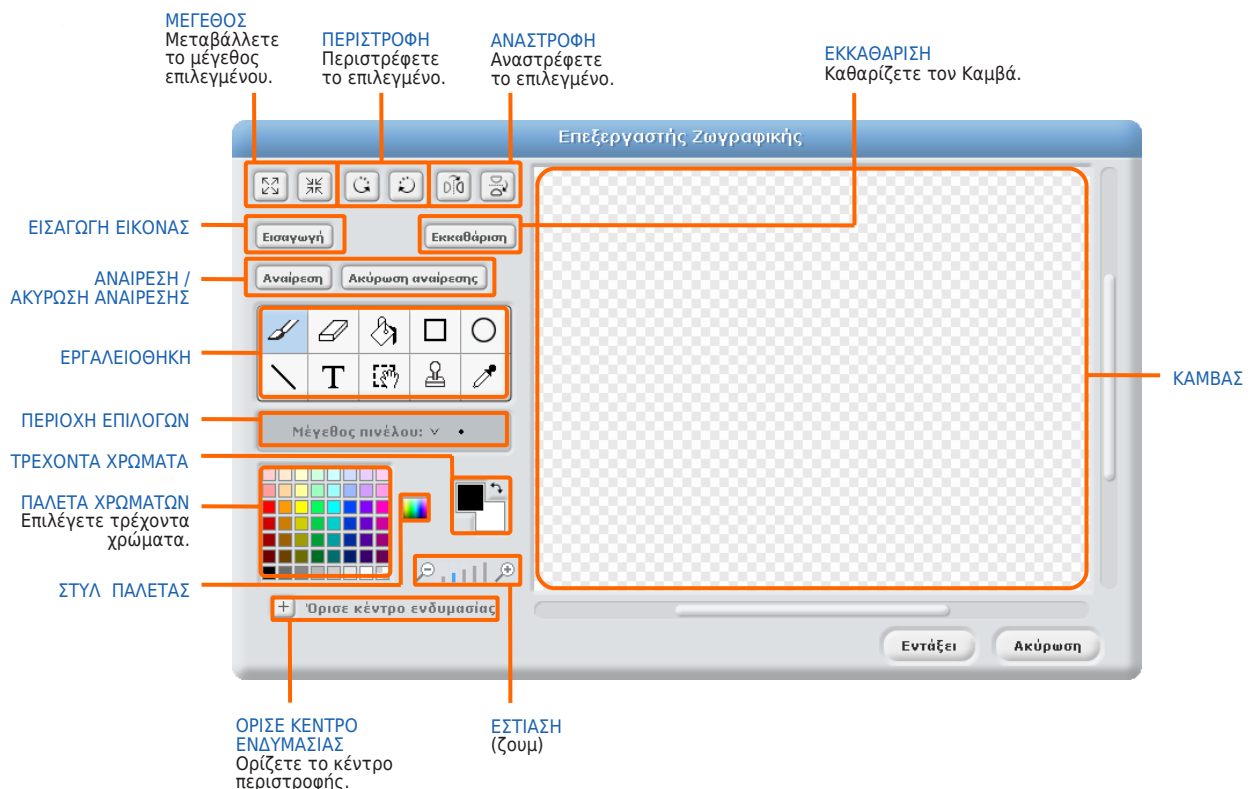 ΜΕΓΕΘΟΣ
Μεταβάλλετε
το μέγεθος
επιλεγμένου.
ΠΕΡΙΣΤΡΟΦΗ
Περιστρέφετε
το επιλεγμένο.
ΑΝΑΣΤΡΟΦΗ
Αναστρέφετε
το επιλεγμένο.
ΕΚΚΑΘΑΡΙΣΗ
Καθαρίζετε τον Καμβά.
Επεξεργαστής Ζωγραφικής
ΕΙΣΑΓΩΓΗ ΕΙΚΟΝΑΣ
Εισαγωγή
Εκκαθάριση
ΑΝΑΙΡΕΣΗ /
ΑΚΥΡΩΣΗ ΑΝΑΙΡΕΣΗΣ
Αναίρεση
Ακύρωση αναίρεσης
ΕΡΓΑΛΕΙΟΘΗΚΗ
T
ΚΑΜΒΑΣ
ΠΕΡΙΟΧΗ ΕΠΙΛΟΓΩΝ
Μέγεθος πινέλου:
ΤΡΕΧΟΝΤΑ ΧΡΩΜΑΤΑ
ΠΑΛΕΤΑ ΧΡΩΜΑΤΩΝ
Επιλέγετε τρέχοντα
χρώματα.
ΣΤΥΛ ΠΑΛΕΤΑΣ
Όρισε κέντρο ενδυμασίας
Εντάξει
Ακύρωση
ΟΡΙΣΕ ΚΕΝΤΡΟ
ΕΝΔΥΜΑΣΙΑΣ
Ορίζετε το κέντρο
περιστροφής.
ΕΣΤΙΑΣΗ
(ζουμ)